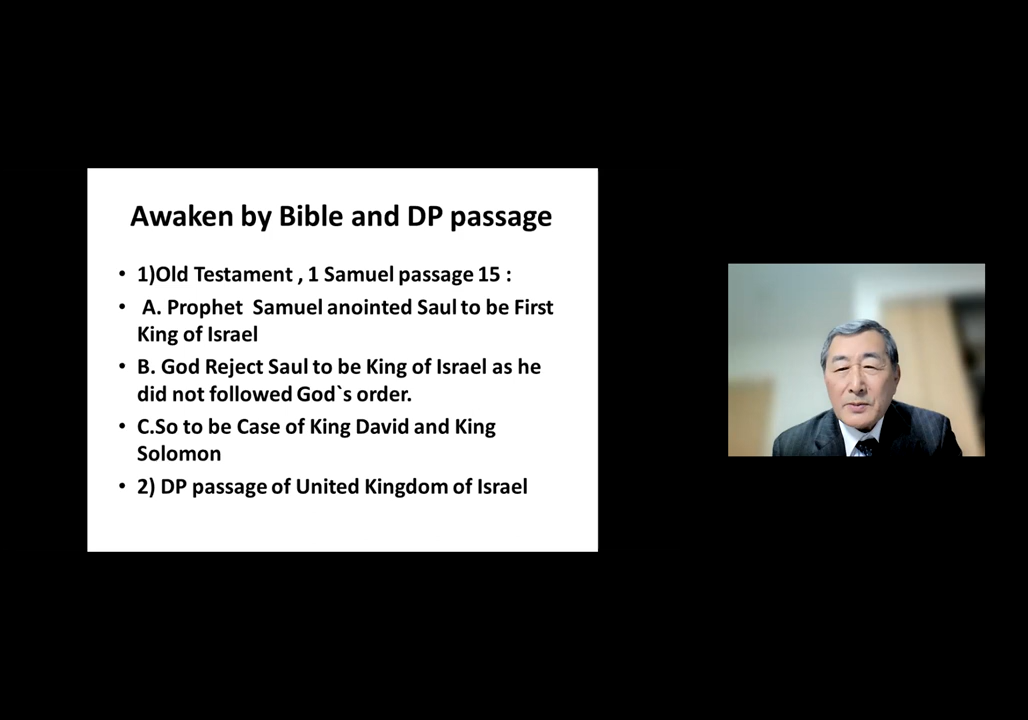 Awaken by Bible and DP passage
• 1)Old Testament , 1 Samuel passage 15 :
• A. Prophet Samuel anointed Saul to be First
King of Israel
• B. God Reject Saul to be King of Israel as he
did not followed God`s order.
• C.So to be Case of King David and King
Solomon
• 2) DP passage of United Kingdom of Israel